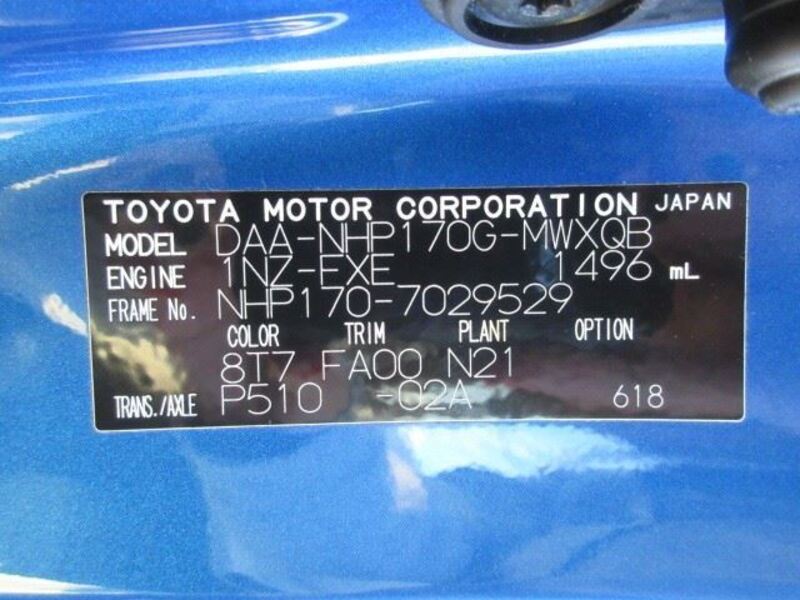 TOYOTA MOTOR CORPORATION JAPAN
MODEL DAA-NHP170G-MWXQB
ENGINE 1NZ-FXE 1496 mL
FRAME No. NHP170-7029529
COLOR TRIM PLANT OPTION
8T7 FA00 N21
TRANS./AXLE P510 -02A 618